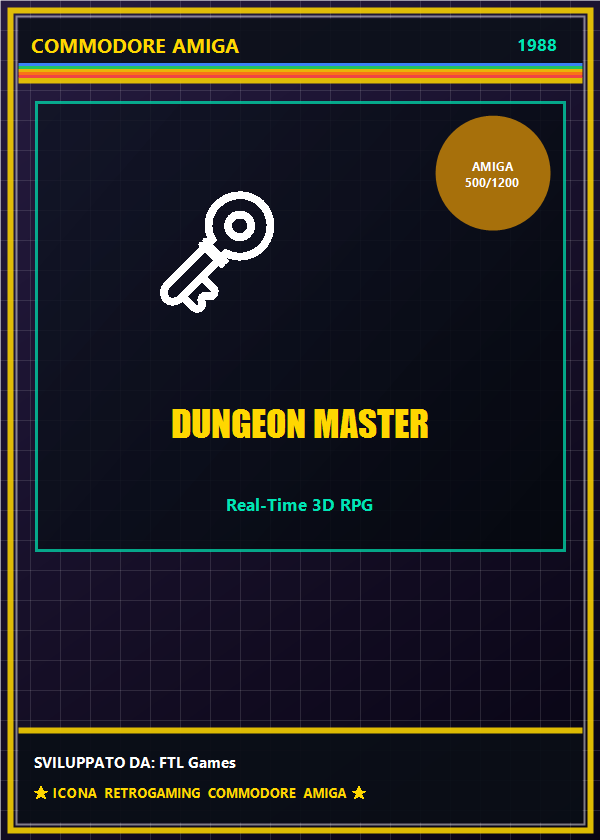 COMMODORE AMIGA
1988
AMIGA
500/1200
DUNGEON MASTER
Real-Time 3D RPG
SVILUPPATO DA: FTL Games
⭐ ICONA RETROGAMING COMMODORE AMIGA ⭐